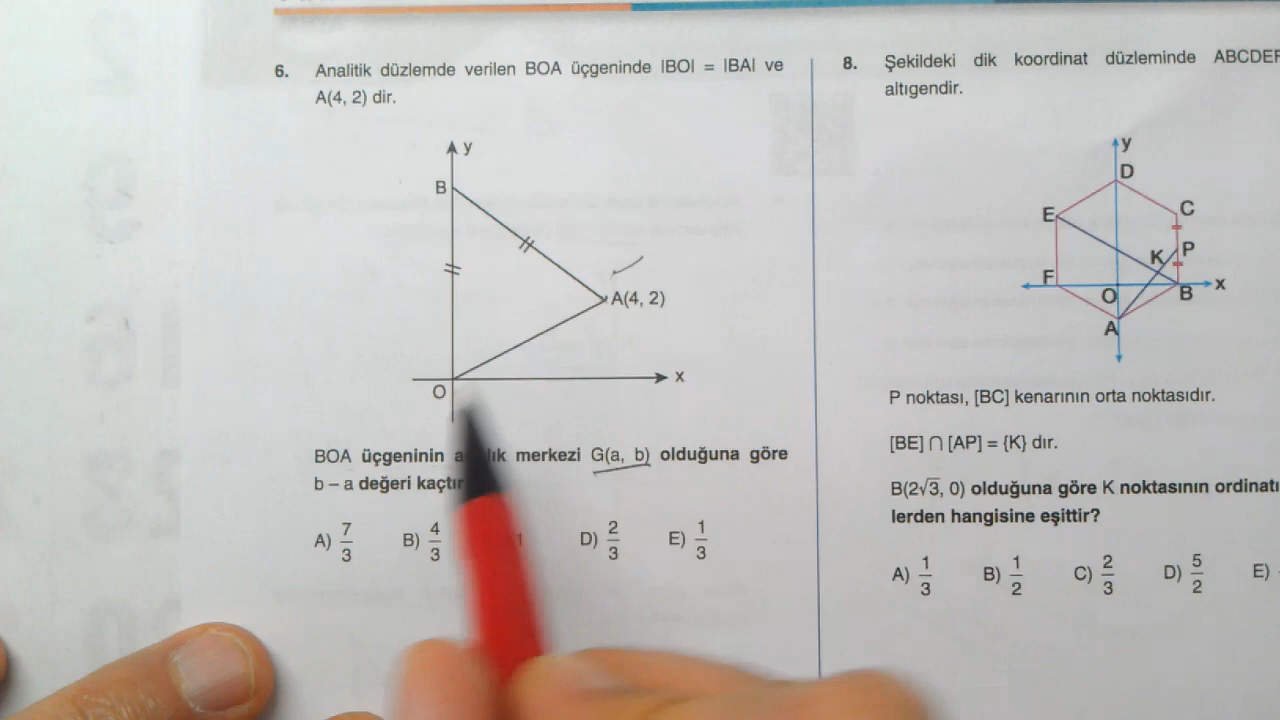 6. Analitik düzlemde verilen BOA üçgeninde |BO| = |BA| ve
A(4, 2) dir.
y
B
A(4, 2)
x
O
BOA üçgeninin merkezi G(a, b) olduğuna göre
b – a değeri kaçtır
A) 7/3 B) 4/3 1 D) 2/3 E) 1/3
8. Şekildeki dik koordinat düzleminde ABCDEF
altıgendir.
y
D
E
C
K P
F
O
B
x
A
P noktası, [BC] kenarının orta noktasıdır.
[BE] ∩ [AP] = {K} dır.
B(2√3, 0) olduğuna göre K noktasının ordinatı
lerden hangisine eşittir?
A) 1/3 B) 1/2 C) 2/3 D) 5/2 E)